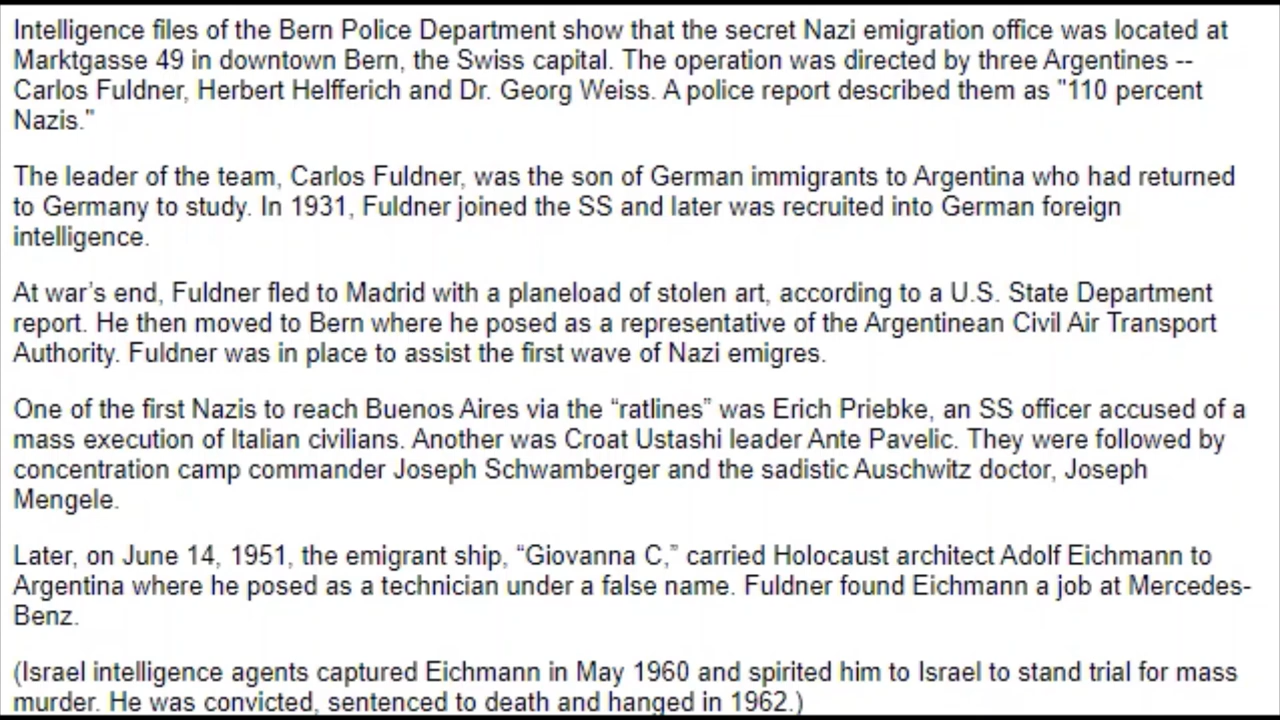 Intelligence files of the Bern Police Department show that the secret Nazi emigration office was located at
Marktgasse 49 in downtown Bern, the Swiss capital. The operation was directed by three Argentines --
Carlos Fuldner, Herbert Helfferich and Dr. Georg Weiss. A police report described them as "110 percent
Nazis."
The leader of the team, Carlos Fuldner, was the son of German immigrants to Argentina who had returned
to Germany to study. In 1931, Fuldner joined the SS and later was recruited into German foreign
intelligence.
At war’s end, Fuldner fled to Madrid with a planeload of stolen art, according to a U.S. State Department
report. He then moved to Bern where he posed as a representative of the Argentinean Civil Air Transport
Authority. Fuldner was in place to assist the first wave of Nazi emigres.
One of the first Nazis to reach Buenos Aires via the “ratlines” was Erich Priebke, an SS officer accused of a
mass execution of Italian civilians. Another was Croat Ustashi leader Ante Pavelic. They were followed by
concentration camp commander Joseph Schwamberger and the sadistic Auschwitz doctor, Joseph
Mengele.
Later, on June 14, 1951, the emigrant ship, “Giovanna C,” carried Holocaust architect Adolf Eichmann to
Argentina where he posed as a technician under a false name. Fuldner found Eichmann a job at Mercedes-
Benz.
(Israel intelligence agents captured Eichmann in May 1960 and spirited him to Israel to stand trial for mass
murder. He was convicted, sentenced to death and hanged in 1962.)